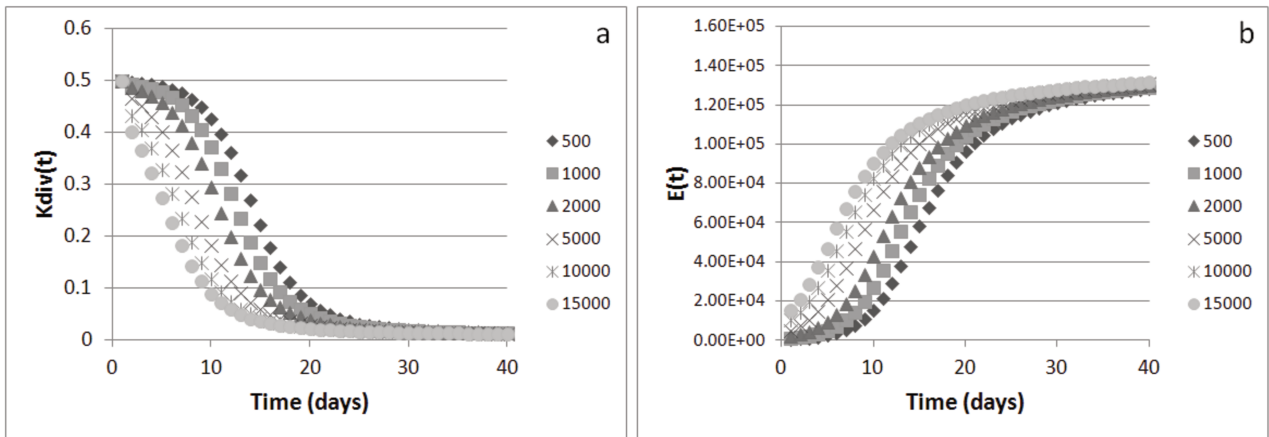 a
Kdiv(t)
0.6
0.5
0.4
0.3
0.2
0.1
0
0
10
20
30
40
Time (days)
500
1000
2000
5000
10000
15000
b
E(t)
1.60E+05
1.40E+05
1.20E+05
1.00E+05
8.00E+04
6.00E+04
4.00E+04
2.00E+04
0.00E+00
0
10
20
30
40
Time (days)
500
1000
2000
5000
10000
15000